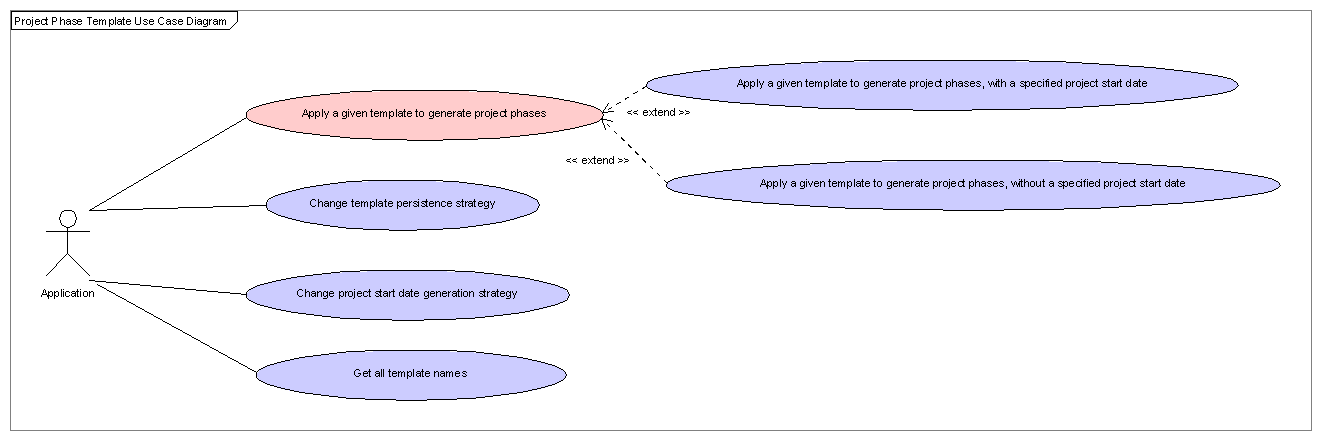 Project Phase Template Use Case Diagram
Apply a given template to generate project phases, with a specified project start date
Apply a given template to generate project phases
<< extend >>
<< extend >>
Apply a given template to generate project phases, without a specified project start date
Change template persistence strategy
Application
Change project start date generation strategy
Get all template names